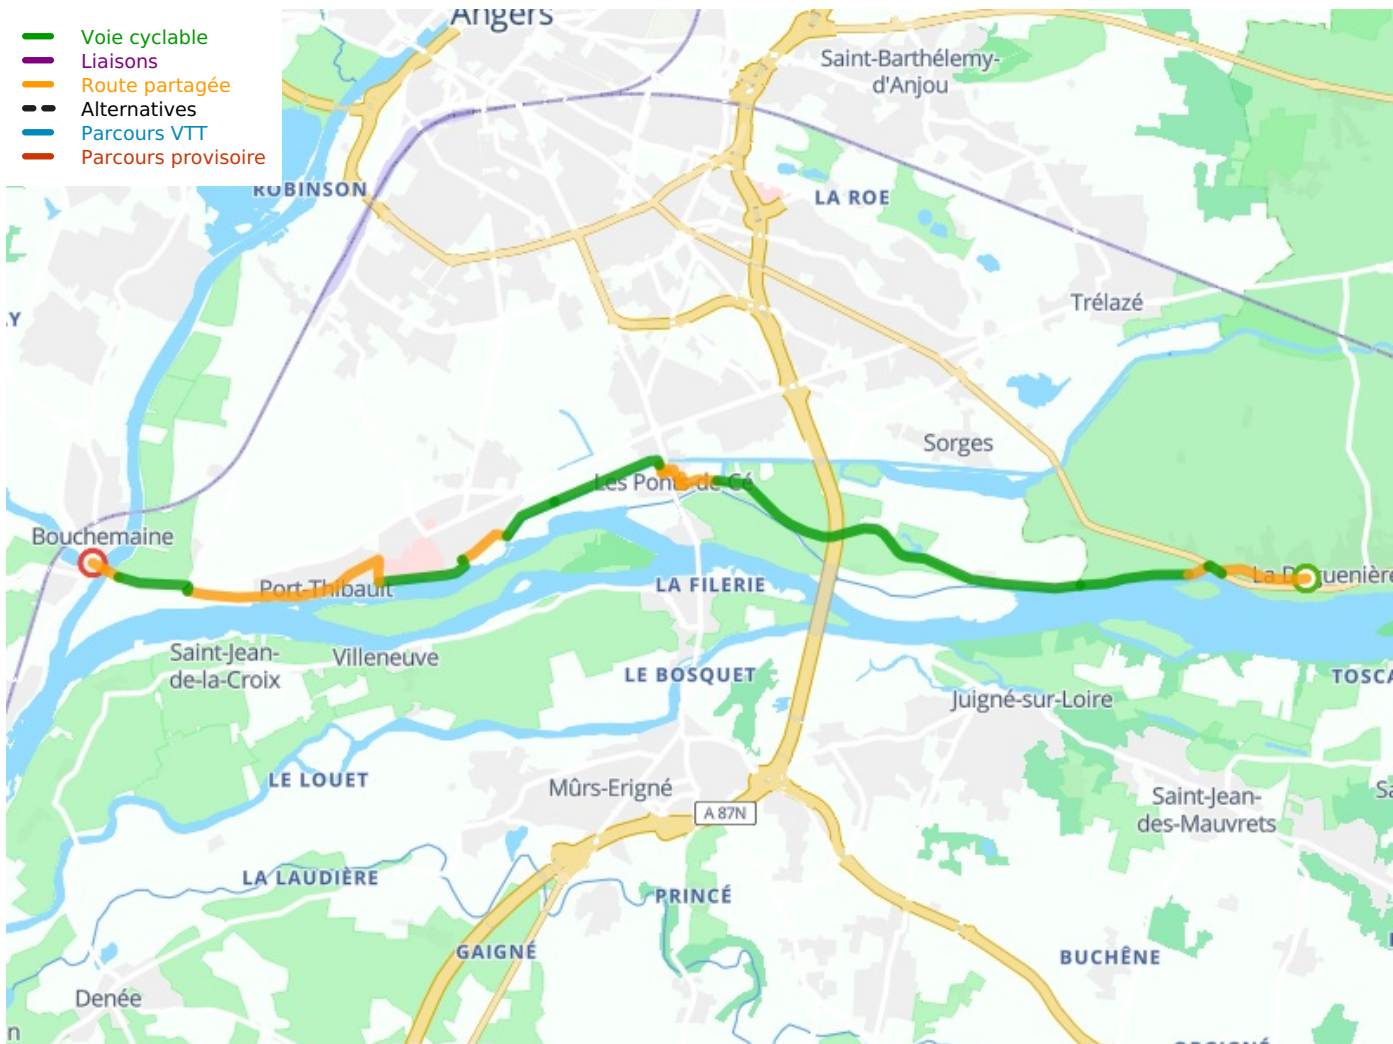 Angers
Voie cyclable
Liaisons
Route partagée
Alternatives
Parcours VTT
Parcours provisoire
Saint-Barthélemy-
d'Anjou
ROBINSON
LA ROE
Trélazé
Sorges
Les Ponts-de-Cé
Bouchemaine
Port-Thibault
LA FILERIE
La Daguenière
Saint-Jean-
de-la-Croix
Villeneuve
LE BOSQUET
TOSCA
Juigné-sur-Loire
LE LOUET
Mûrs-Erigné
A 87N
Saint-Jean-
des-Mauvrets
LA LAUDIÈRE
PRINCÉ
GAIGNÉ
BUCHÊNE
Denée